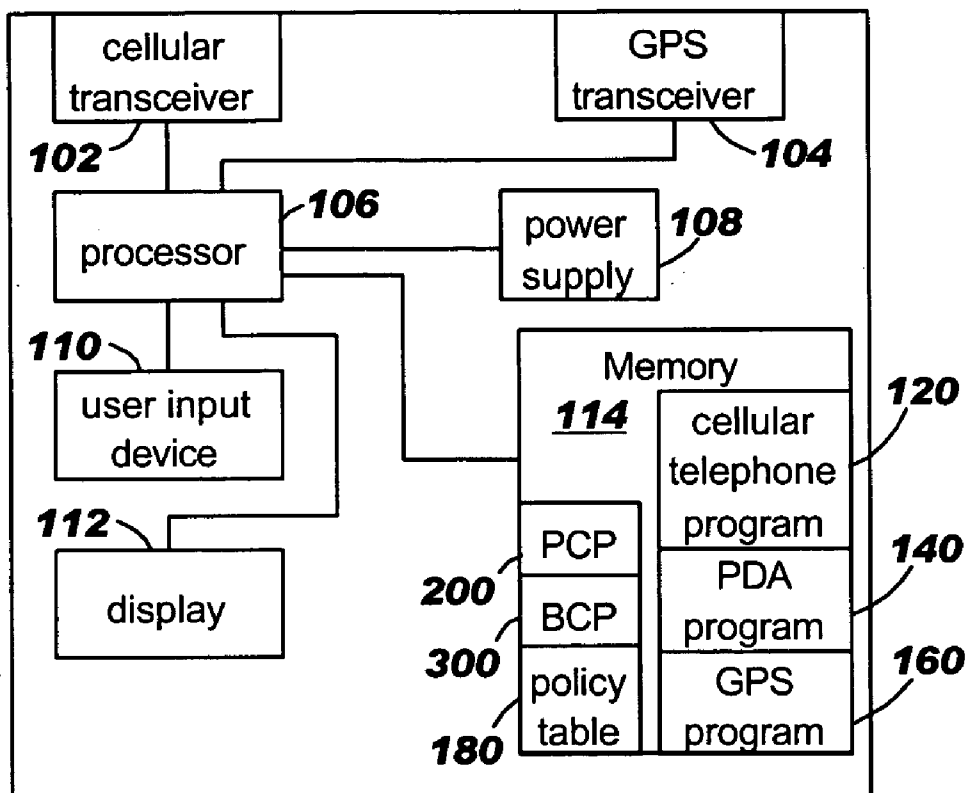 cellular
transceiver
102
GPS
transceiver
104
106
processor
power
supply
108
110
user input
device
112
display
Memory
114
cellular
telephone
program
120
PCP
200
BCP
300
policy
table
180
PDA
program
140
GPS
program
160